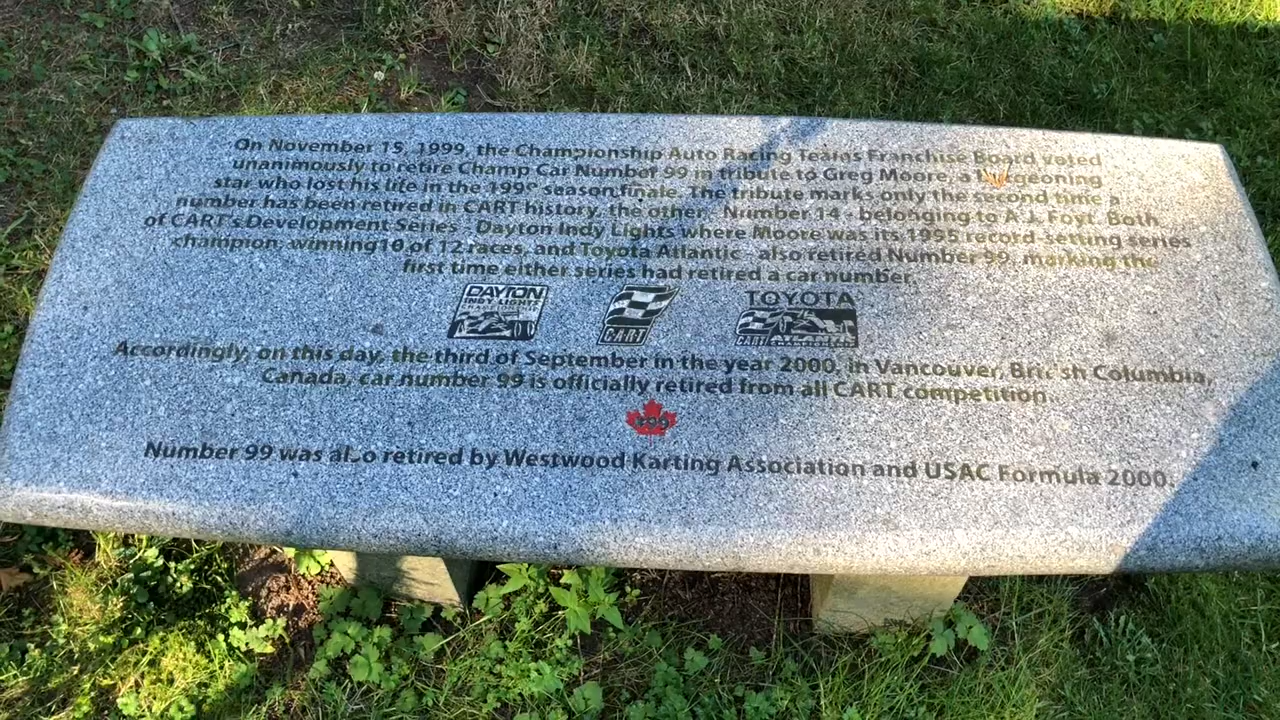 On November 15, 1999, the Championship Auto Racing Teams Franchise Board voted
unanimously to retire Champ Car Number 99 in tribute to Greg Moore, a burgeoning
star who lost his life in the 1999 season finale. The tribute marks only the second time a
number has been retired in CART history, the other - Number 14 - belonging to A.J. Foyt. Both
of CART's Development Series - Dayton Indy Lights where Moore was its 1995 record-setting series
champion, winning 10 of 12 races, and Toyota Atlantic - also retired Number 99, marking the
first time either series had retired a car number.
DAYTON
INDY LIGHTS
CHAMPIONSHIP
CART
TOYOTA
CART
Accordingly, on this day, the third of September in the year 2000, in Vancouver, British Columbia,
Canada, car number 99 is officially retired from all CART competition.
99
Number 99 was also retired by Westwood Karting Association and USAC Formula 2000.